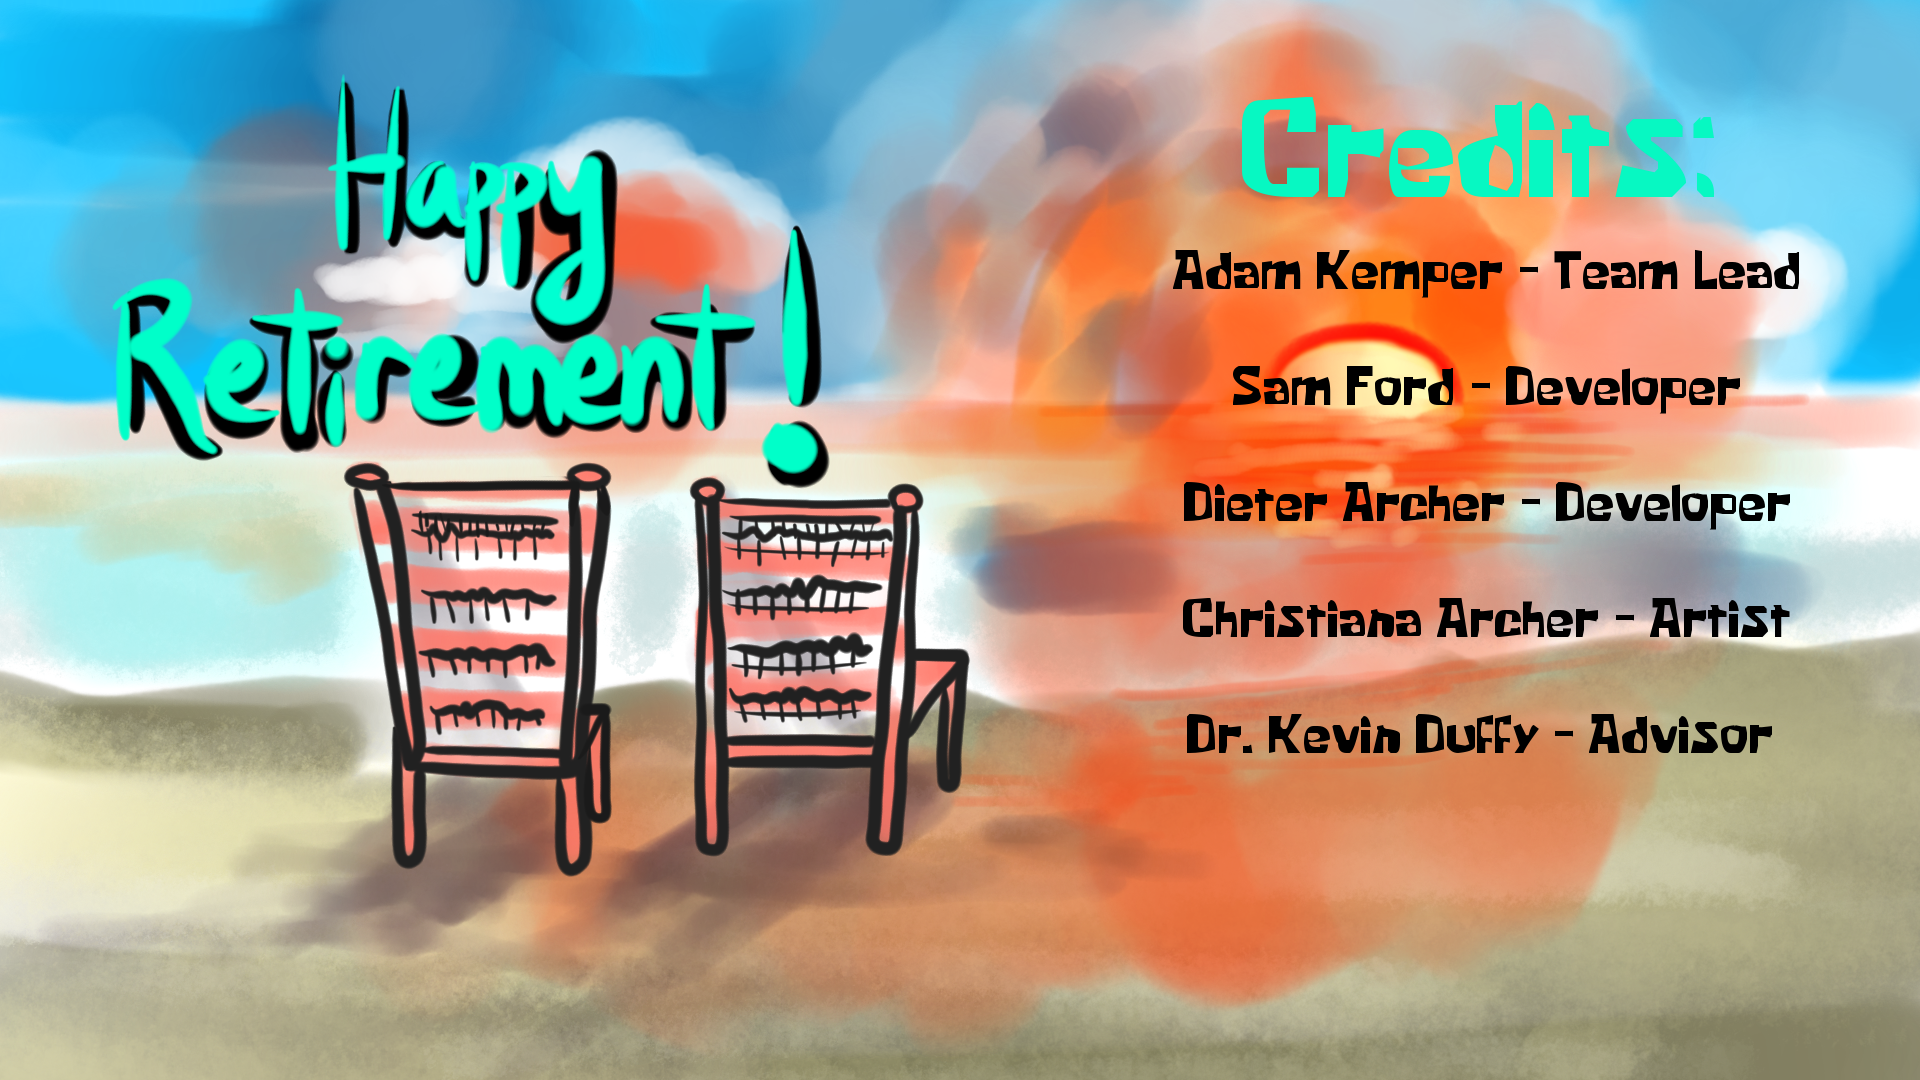 Happy
Retirement!
Credits:
Adam Kemper - Team Lead
Sam Ford - Developer
Dieter Archer - Developer
Christiana Archer - Artist
Dr. Kevin Duffy - Advisor